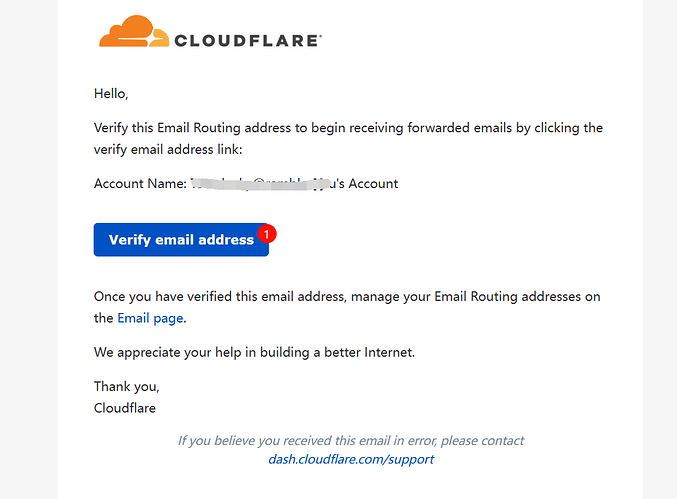 CLOUDFLARE
Hello,
Verify this Email Routing address to begin receiving forwarded emails by clicking the
verify email address link:
Account Name: 's Account
Verify email address 1
Once you have verified this email address, manage your Email Routing addresses on
the Email page.
We appreciate your help in building a better Internet.
Thank you,
Cloudflare
If you believe you received this email in error, please contact
dash.cloudflare.com/support